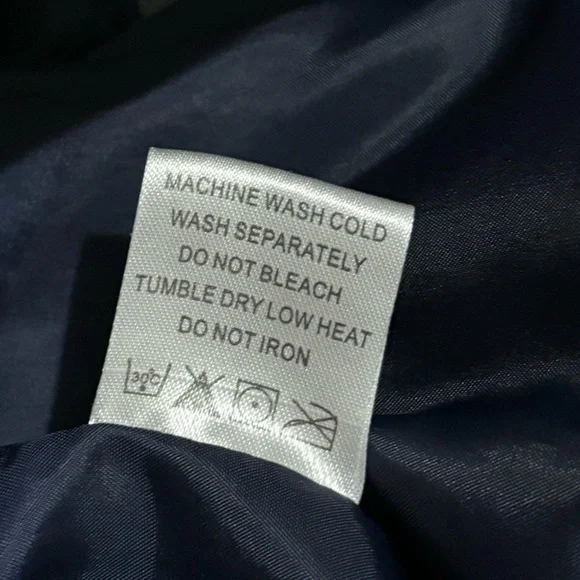 MACHINE WASH COLD
WASH SEPARATELY
DO NOT BLEACH
TUMBLE DRY LOW HEAT
DO NOT IRON
30°C